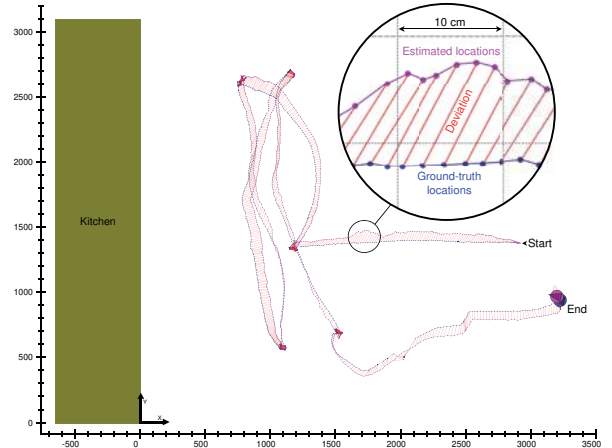 3000
2500
2000
1500
1000
500
0
Kitchen
Y
X
10 cm
Estimated locations
Deviation
Ground-truth
locations
Start
End
-500
0
500
1000
1500
2000
2500
3000
3500